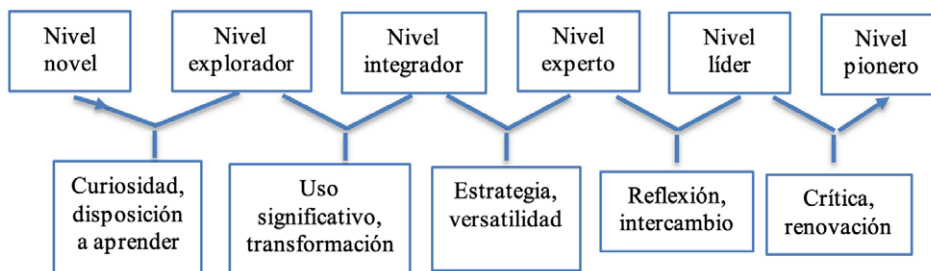 Nivel
novel
Nivel
explorador
Nivel
integrador
Nivel
experto
Nivel
líder
Nivel
pionero
Curiosidad,
disposición
a aprender
Uso
significativo,
transformación
Estrategia,
versatilidad
Reflexión,
intercambio
Crítica,
renovación